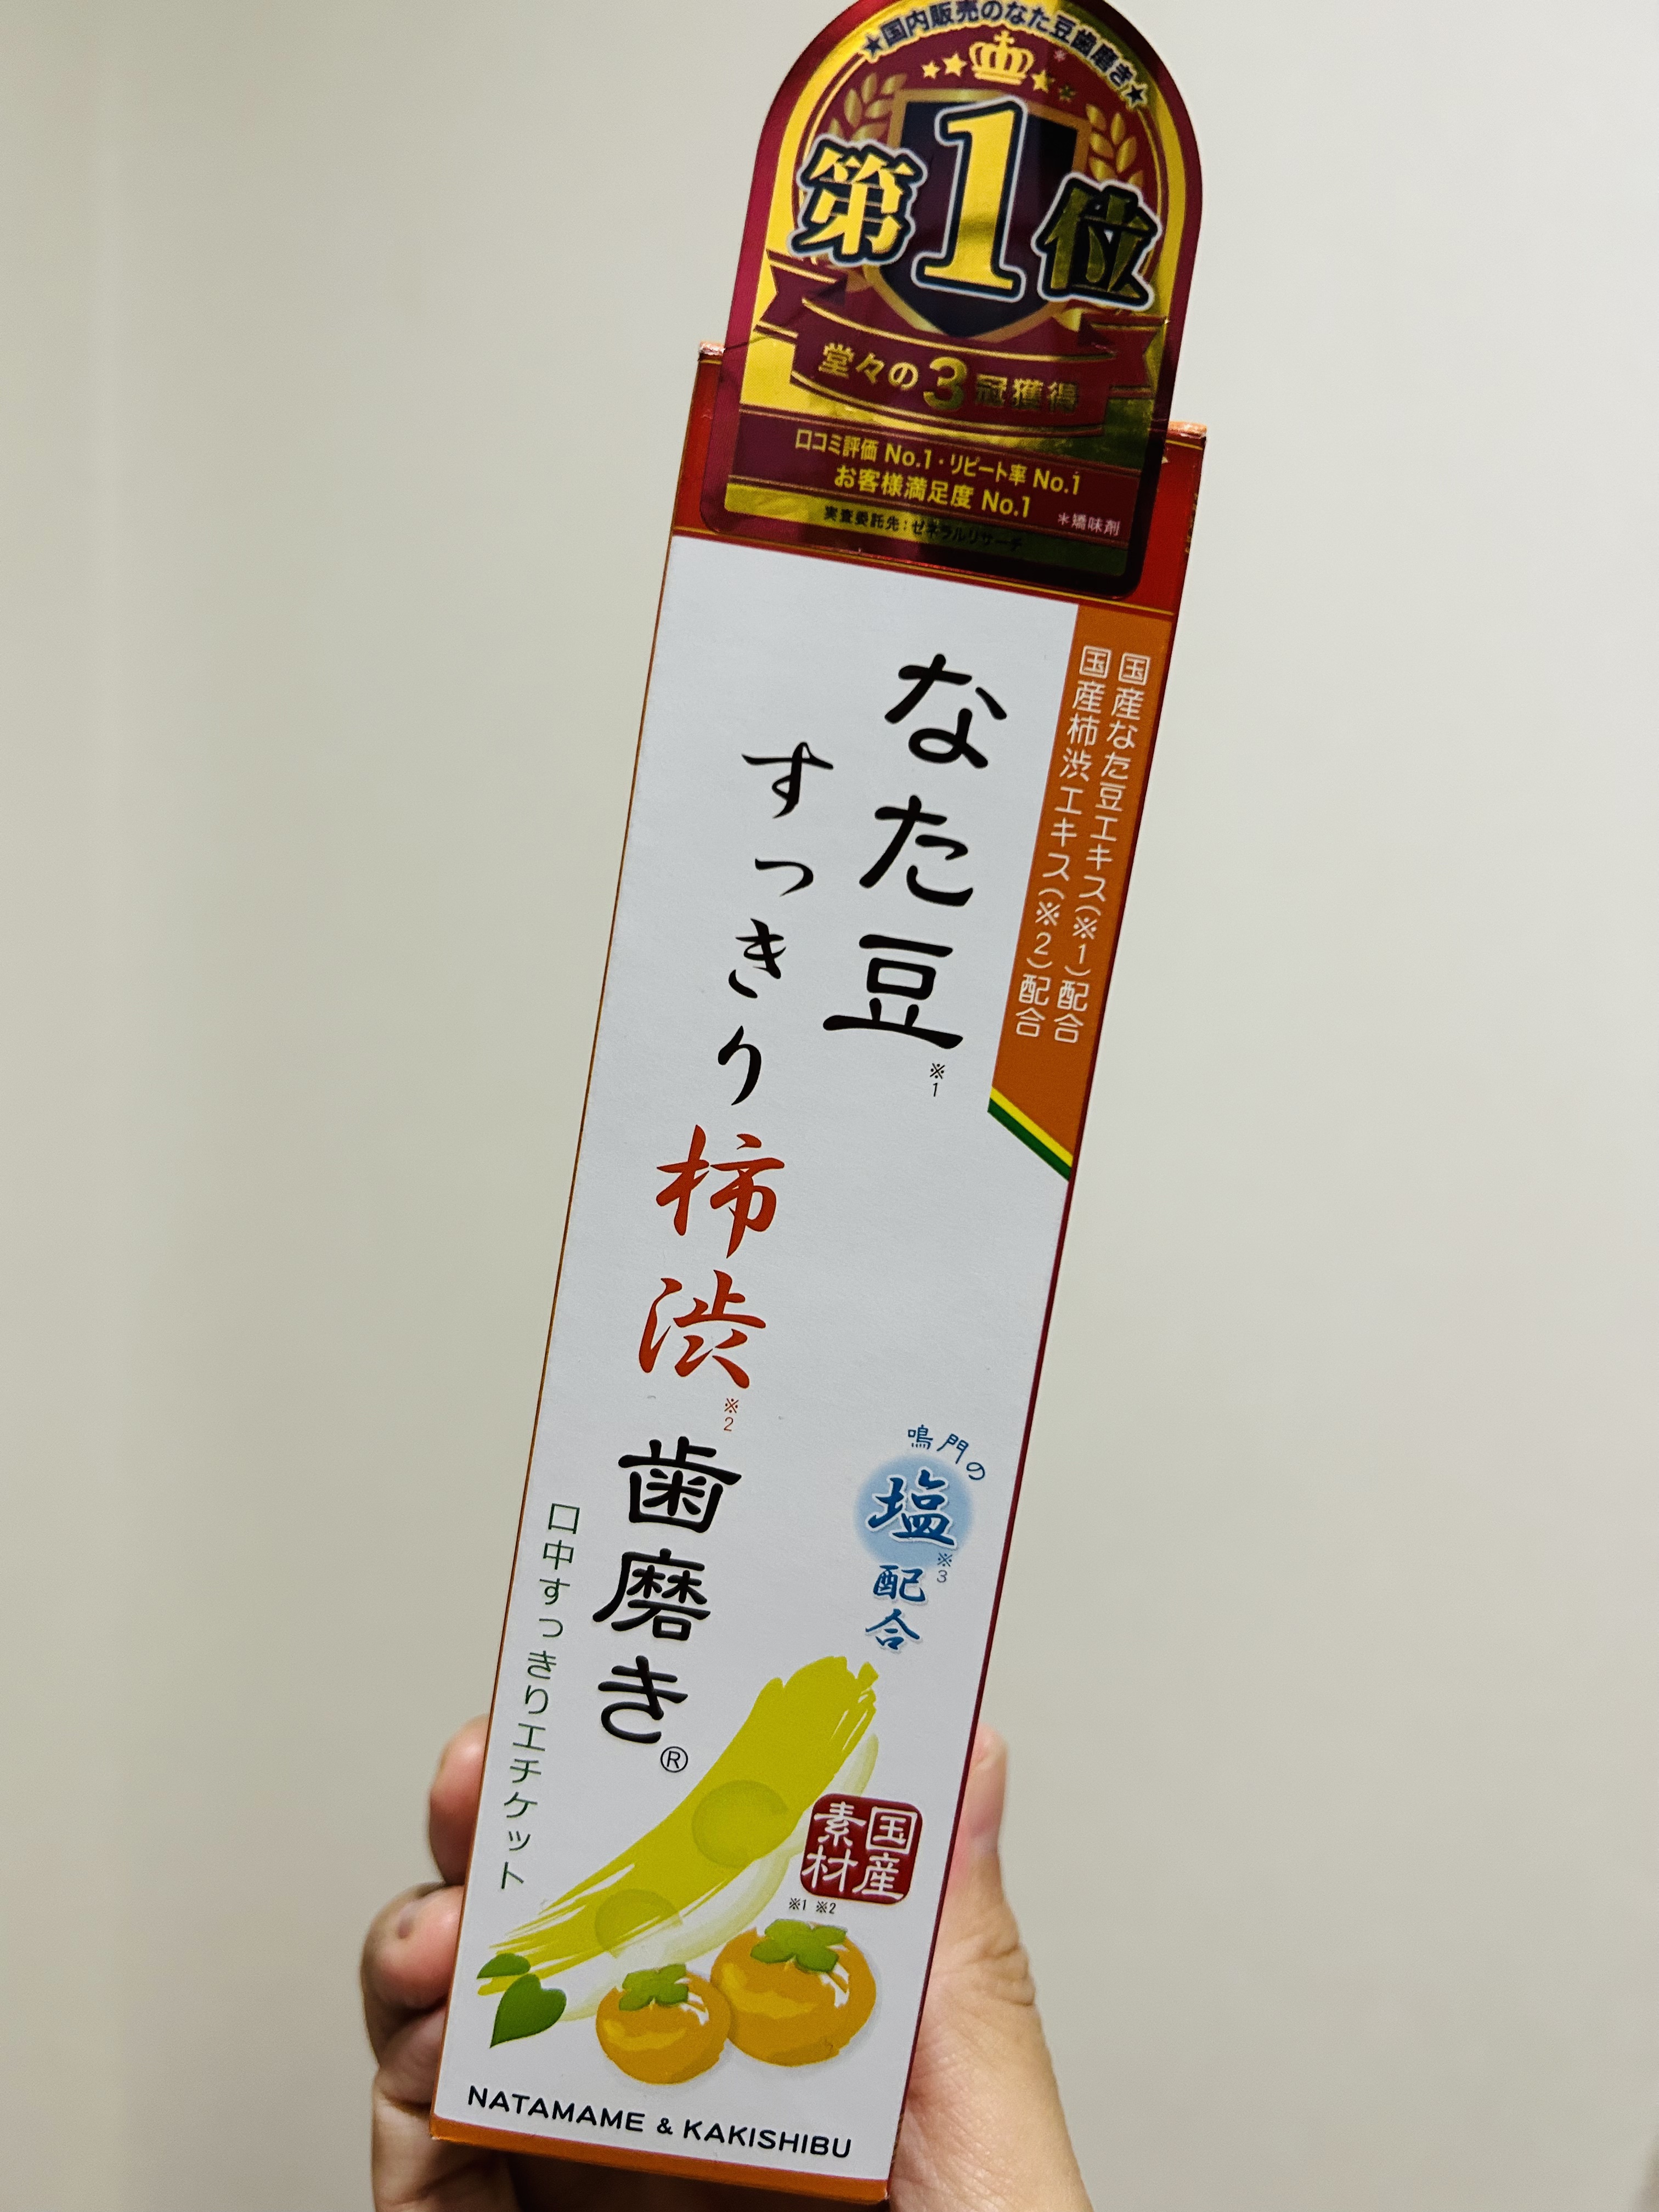 ★国内販売のなた豆歯磨き★
*
第1位
堂々の3冠獲得
口コミ評価 No.1・リピート率 No.1
お客様満足度 No.1
*矯味剤
実査委託先：ゼネラルリサーチ
国産なた豆エキス(※1)配合
国産柿渋エキス(※2)配合
なた豆※1
すっきり柿渋※2歯磨き®
鳴門の
塩※3
配合
口中すっきりエチケット
国産
素材
※1 ※2
NATAMAME & KAKISHIBU